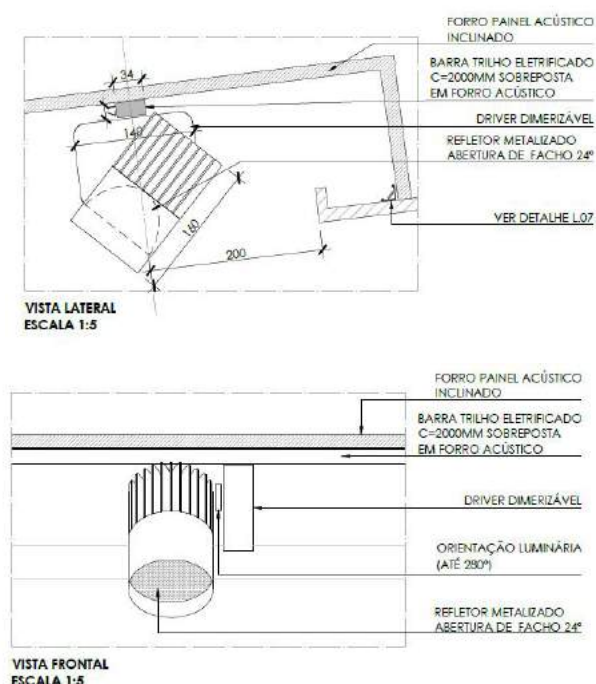 FORRO PAINEL ACÚSTICO
INCLINADO
34
BARRA TRILHO ELETRIFICADO
C=2000MM SOBREPOSTA
EM FORRO ACÚSTICO
DRIVER DIMERIZÁVEL
140
REFLETOR METALIZADO
ABERTURA DE FACHO 24º
160
VER DETALHE L.07
200
VISTA LATERAL
ESCALA 1:5
FORRO PAINEL ACÚSTICO
INCLINADO
BARRA TRILHO ELETRIFICADO
C=2000MM SOBREPOSTA
EM FORRO ACÚSTICO
DRIVER DIMERIZÁVEL
ORIENTAÇÃO LUMINÁRIA
(ATÉ 280º)
REFLETOR METALIZADO
ABERTURA DE FACHO 24º
VISTA FRONTAL
ESCALA 1:5